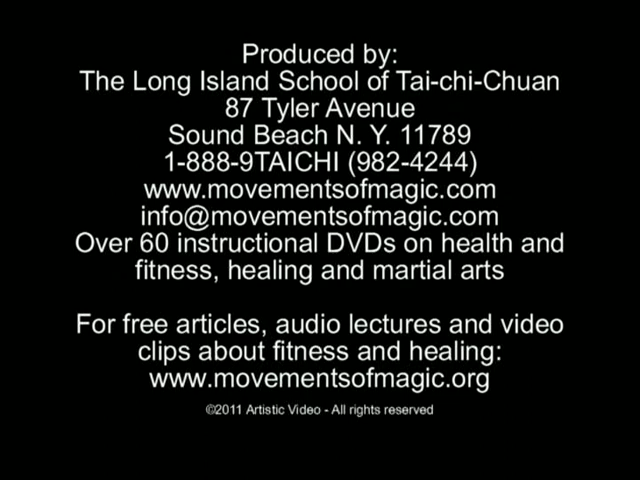 Produced by:
The Long Island School of Tai-chi-Chuan
87 Tyler Avenue
Sound Beach N. Y. 11789
1-888-9TAICHI (982-4244)
www.movementsofmagic.com
info@movementsofmagic.com
Over 60 instructional DVDs on health and
fitness, healing and martial arts
For free articles, audio lectures and video
clips about fitness and healing:
www.movementsofmagic.org
©2011 Artistic Video - All rights reserved